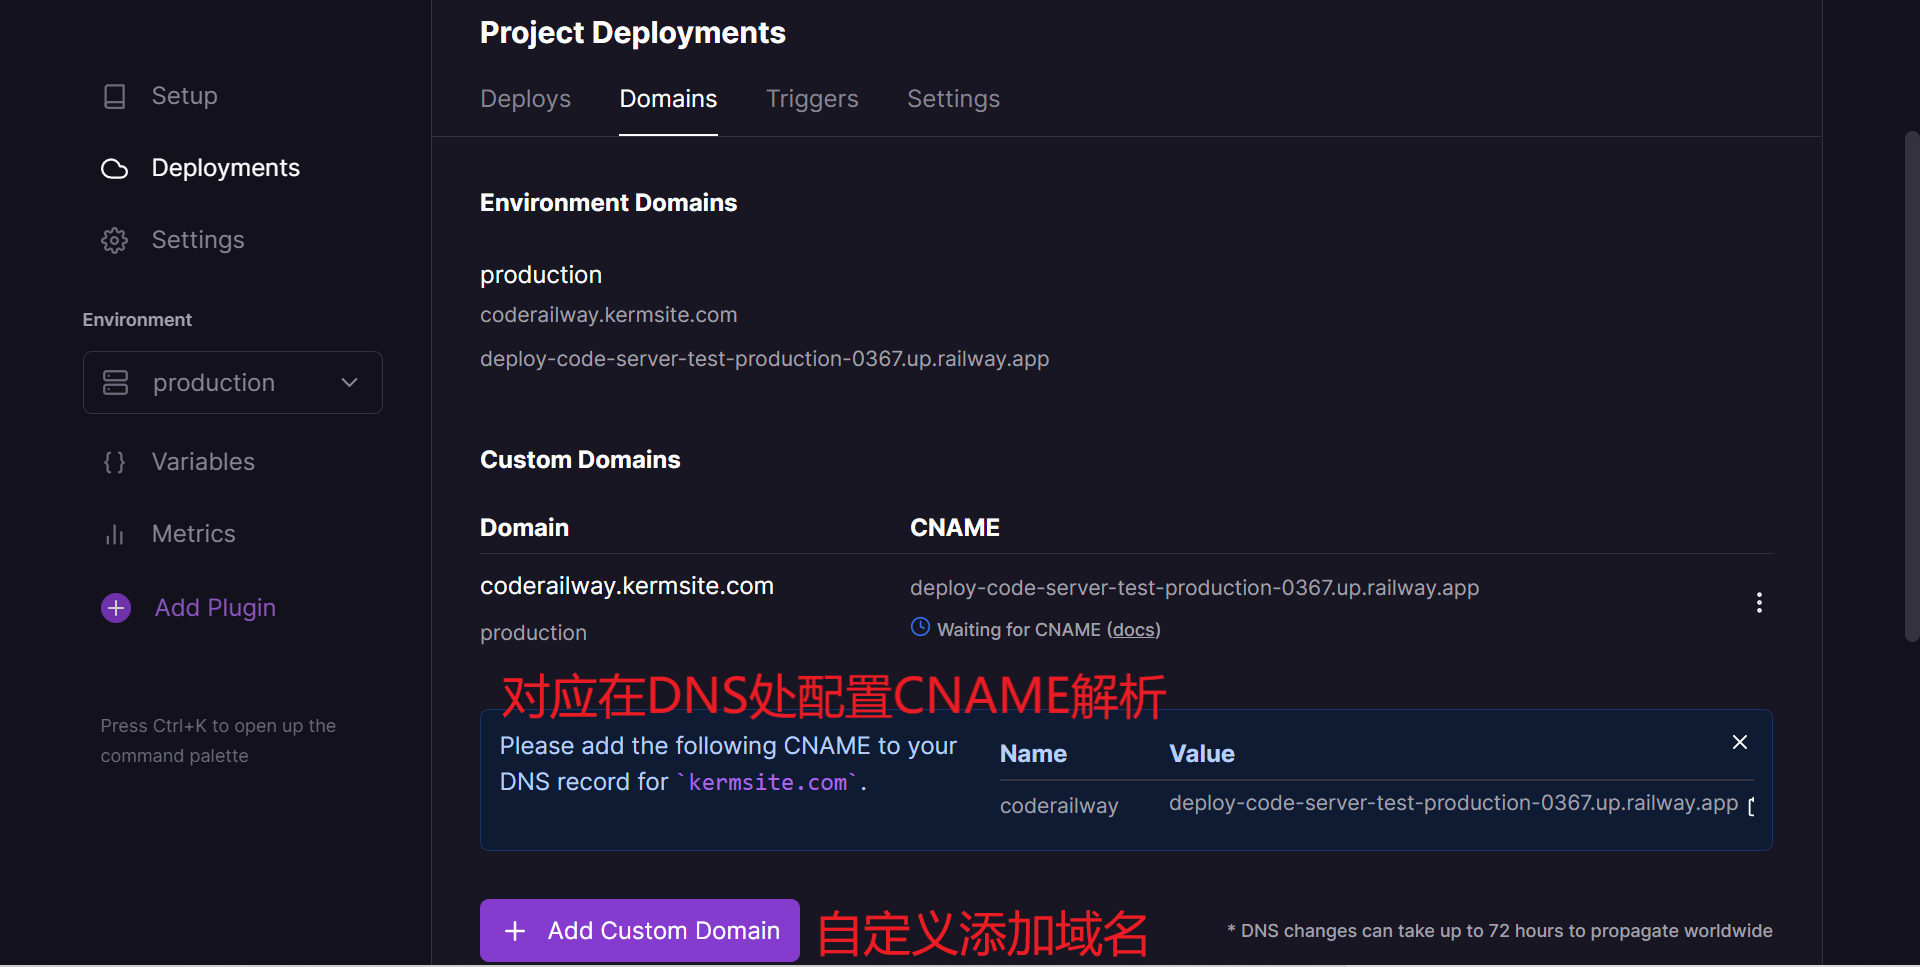 Setup
Deployments
Settings
Environment
production
Variables
Metrics
Add Plugin
Press Ctrl+K to open up the
command palette
Project Deployments
Deploys Domains Triggers Settings
Environment Domains
production
coderailway.kermsite.com
deploy-code-server-test-production-0367.up.railway.app
Custom Domains
Domain CNAME
coderailway.kermsite.com deploy-code-server-test-production-0367.up.railway.app
production Waiting for CNAME (docs)
对应在DNS处配置CNAME解析
Please add the following CNAME to your
DNS record for `kermsite.com`.
Name Value
coderailway deploy-code-server-test-production-0367.up.railway.app
Add Custom Domain 自定义添加域名
* DNS changes can take up to 72 hours to propagate worldwide